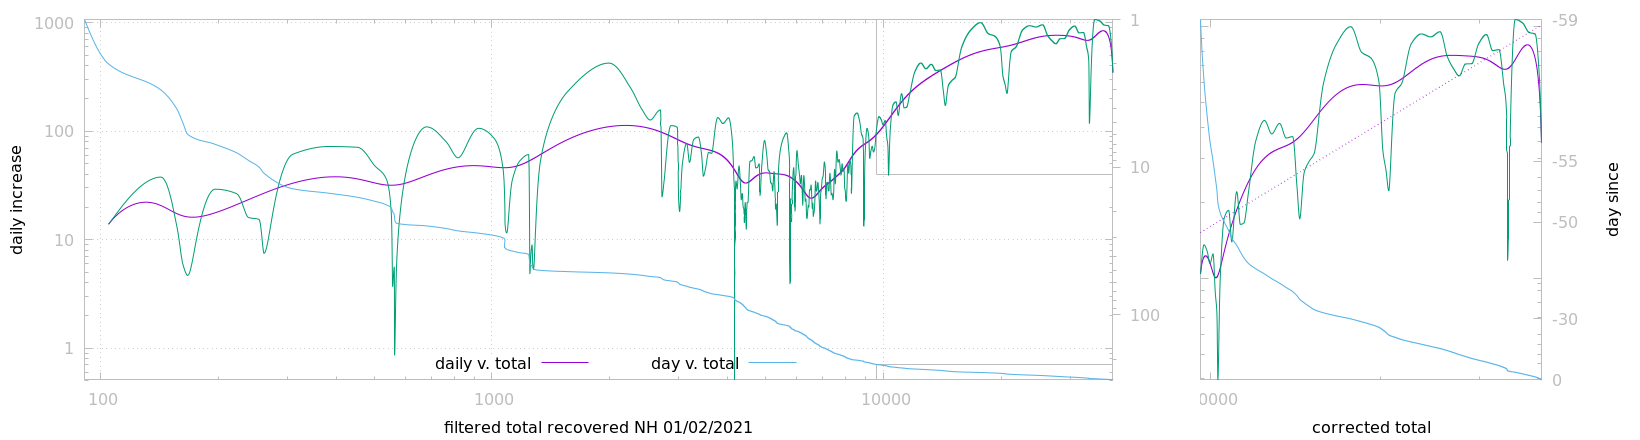 1000
100
10
1
daily increase
1
10
100
daily v. total
day v. total
100
1000
10000
filtered total recovered NH 01/02/2021
-59
-55
-50
-30
0
day since
0000
corrected total